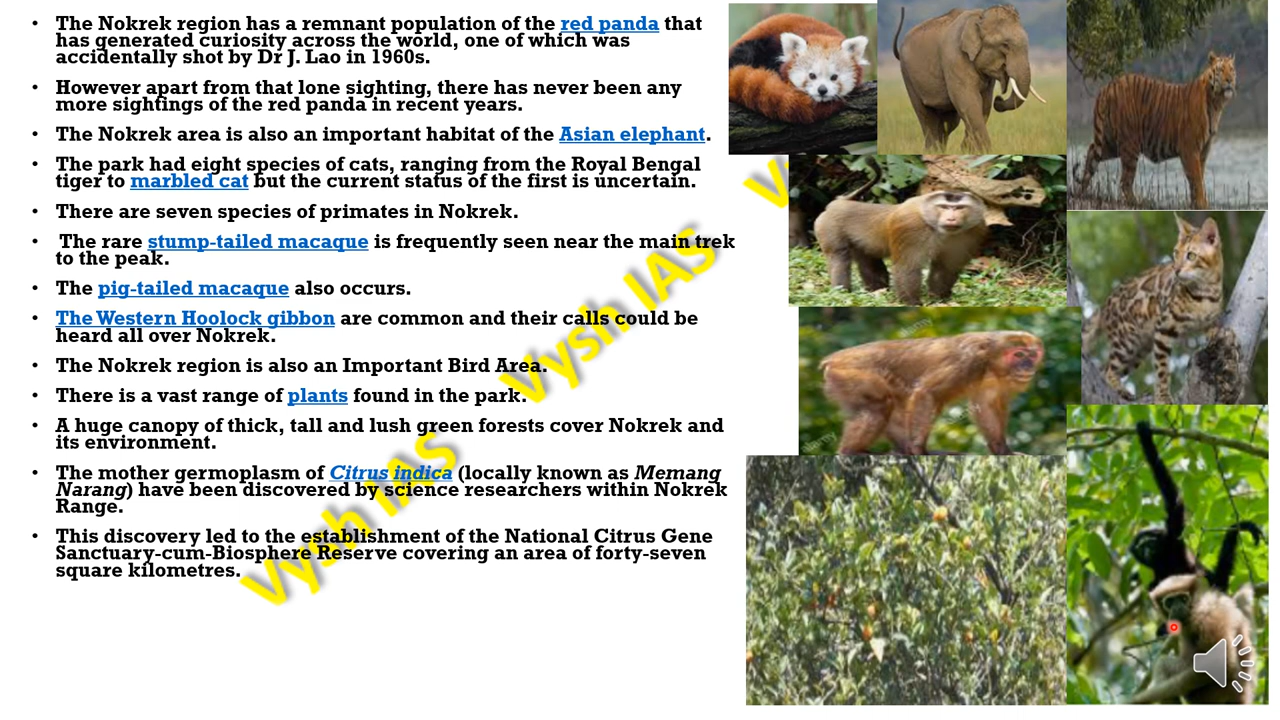 • The Nokrek region has a remnant population of the red panda that
has generated curiosity across the world, one of which was
accidentally shot by Dr J. Lao in 1960s.
• However apart from that lone sighting, there has never been any
more sightings of the red panda in recent years.
• The Nokrek area is also an important habitat of the Asian elephant.
• The park had eight species of cats, ranging from the Royal Bengal
tiger to marbled cat but the current status of the first is uncertain.
• There are seven species of primates in Nokrek.
• The rare stump-tailed macaque is frequently seen near the main trek
to the peak.
• The pig-tailed macaque also occurs.
• The Western Hoolock gibbon are common and their calls could be
heard all over Nokrek.
• The Nokrek region is also an Important Bird Area.
• There is a vast range of plants found in the park.
• A huge canopy of thick, tall and lush green forests cover Nokrek and
its environment.
• The mother germoplasm of Citrus indica (locally known as Memang
Narang) have been discovered by science researchers within Nokrek
Range.
• This discovery led to the establishment of the National Citrus Gene
Sanctuary-cum-Biosphere Reserve covering an area of forty-seven
square kilometres.
Vysh IAS
Vysh IAS